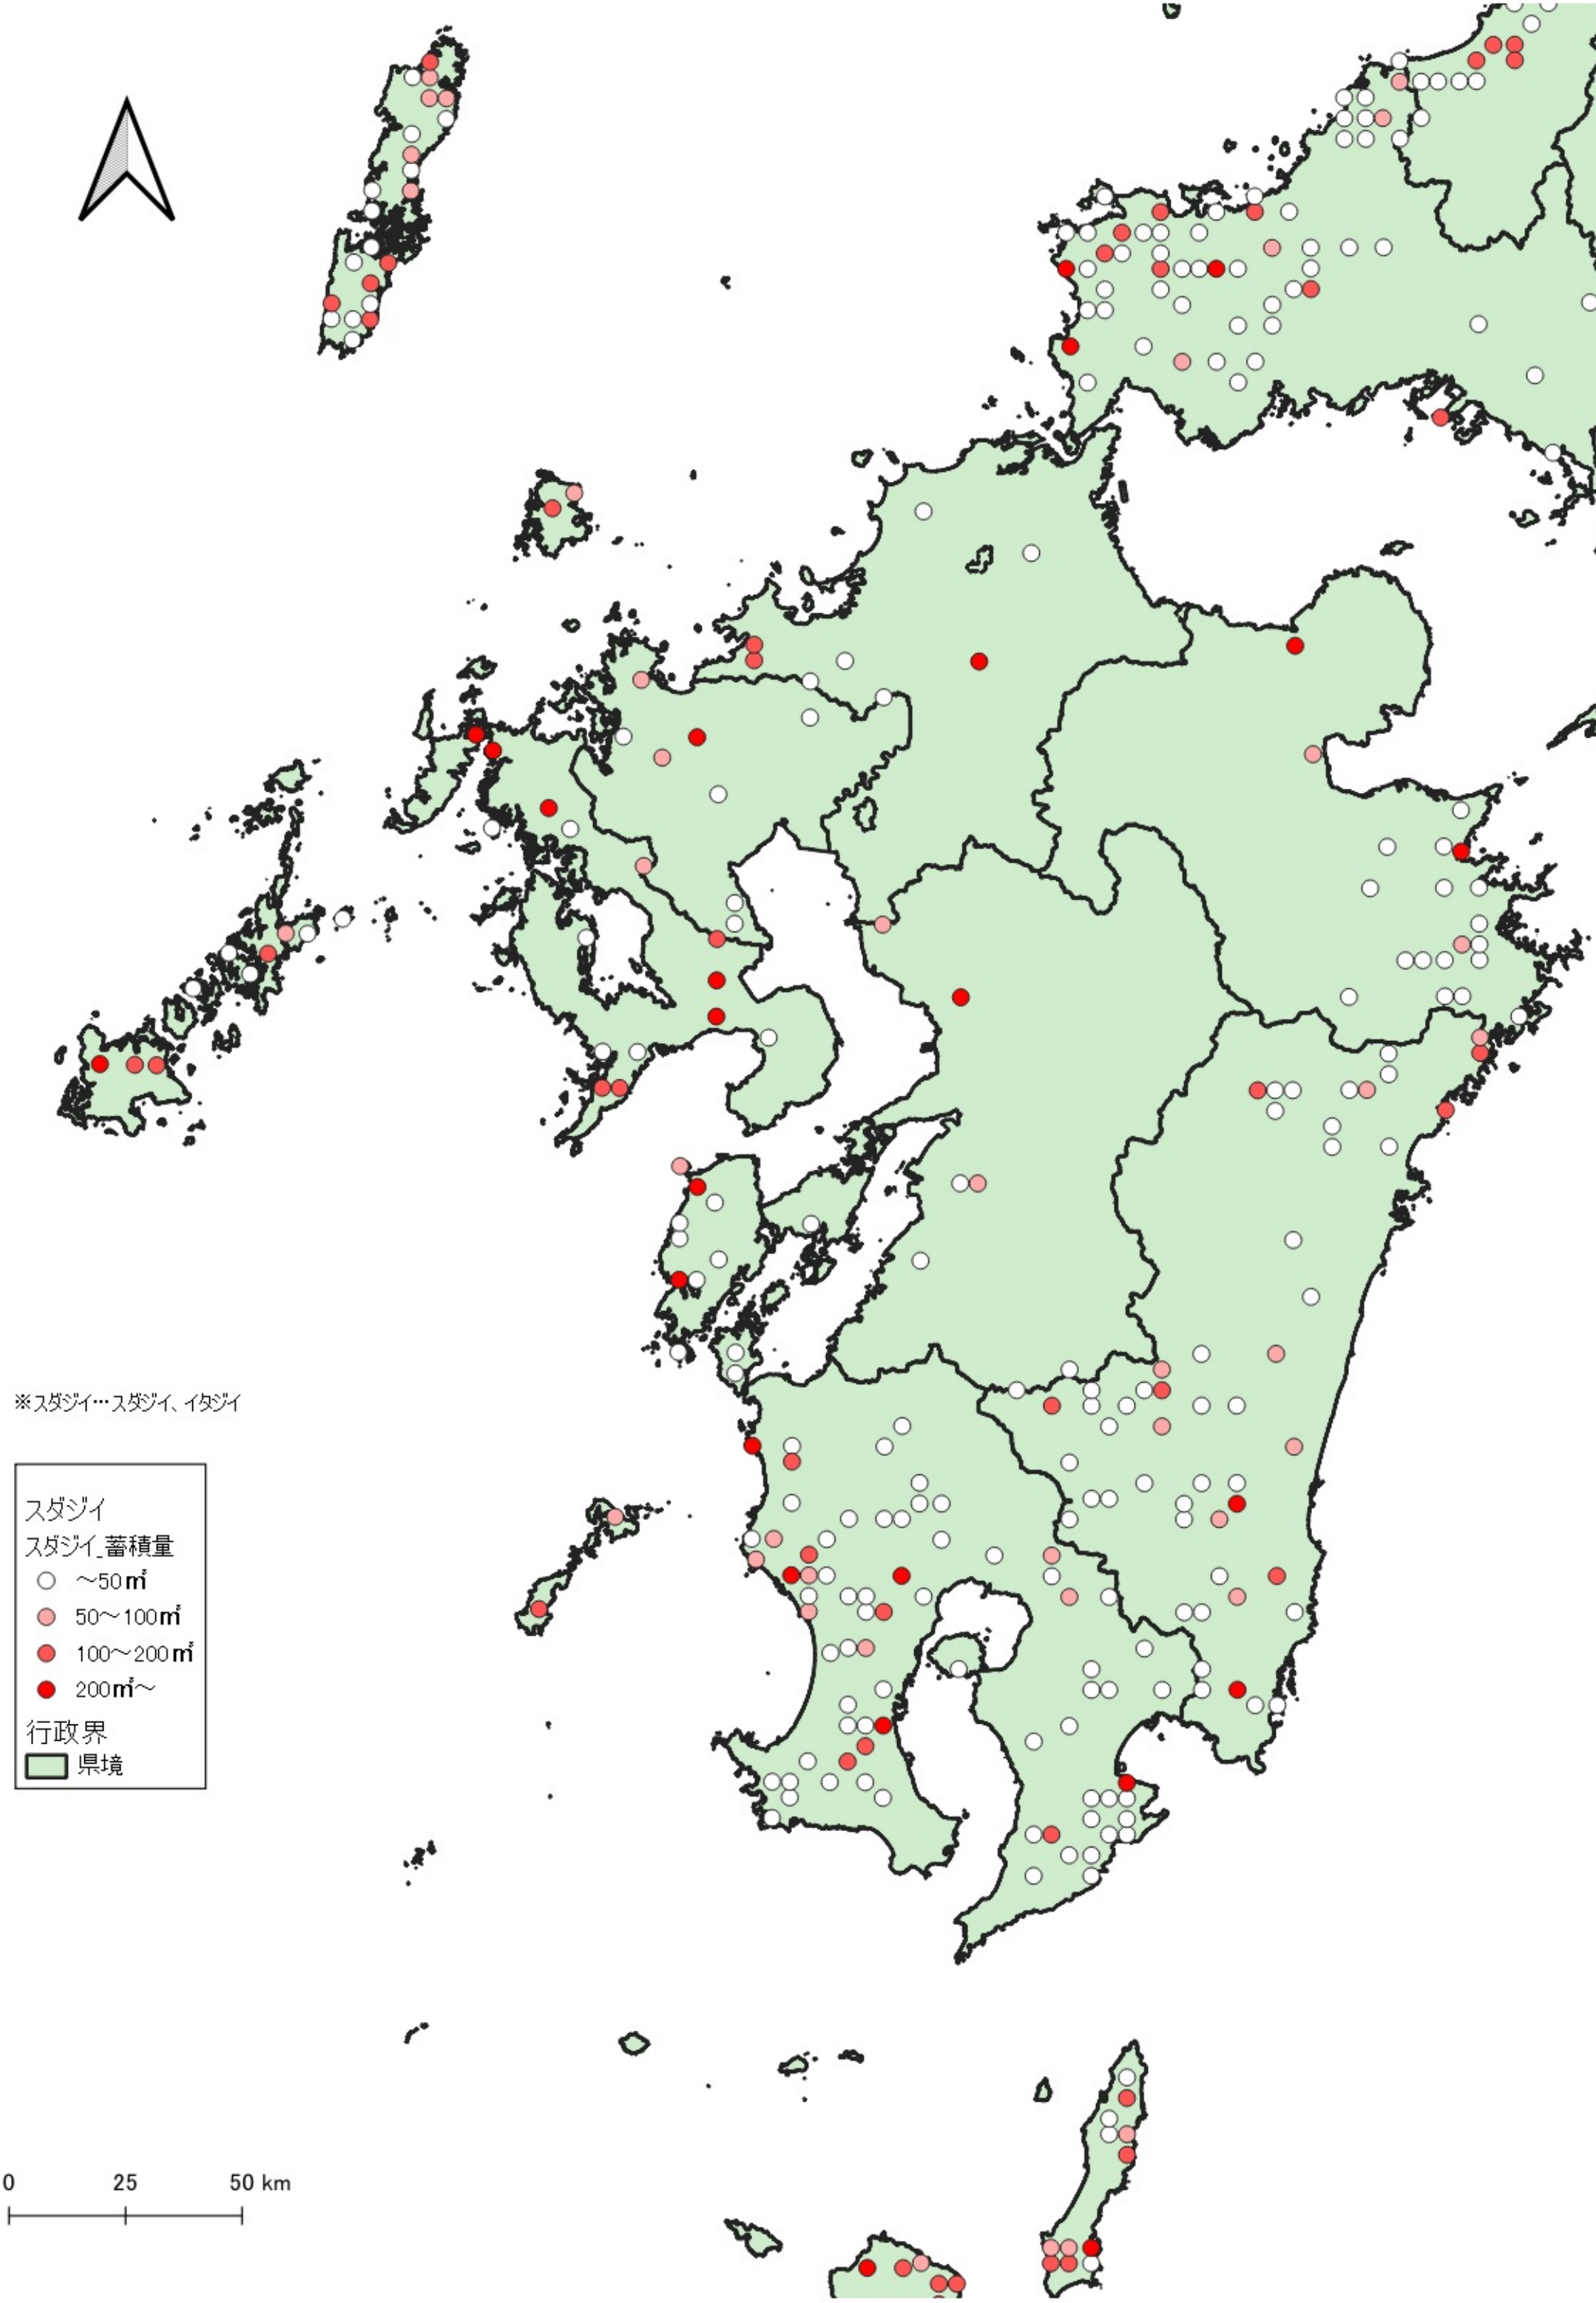 ※スダジイ…スダジイ、イタジイ
スダジイ
スダジイ_蓄積量
～50㎥
50～100㎥
100～200㎥
200㎥～
行政界
県境
0 25 50 km